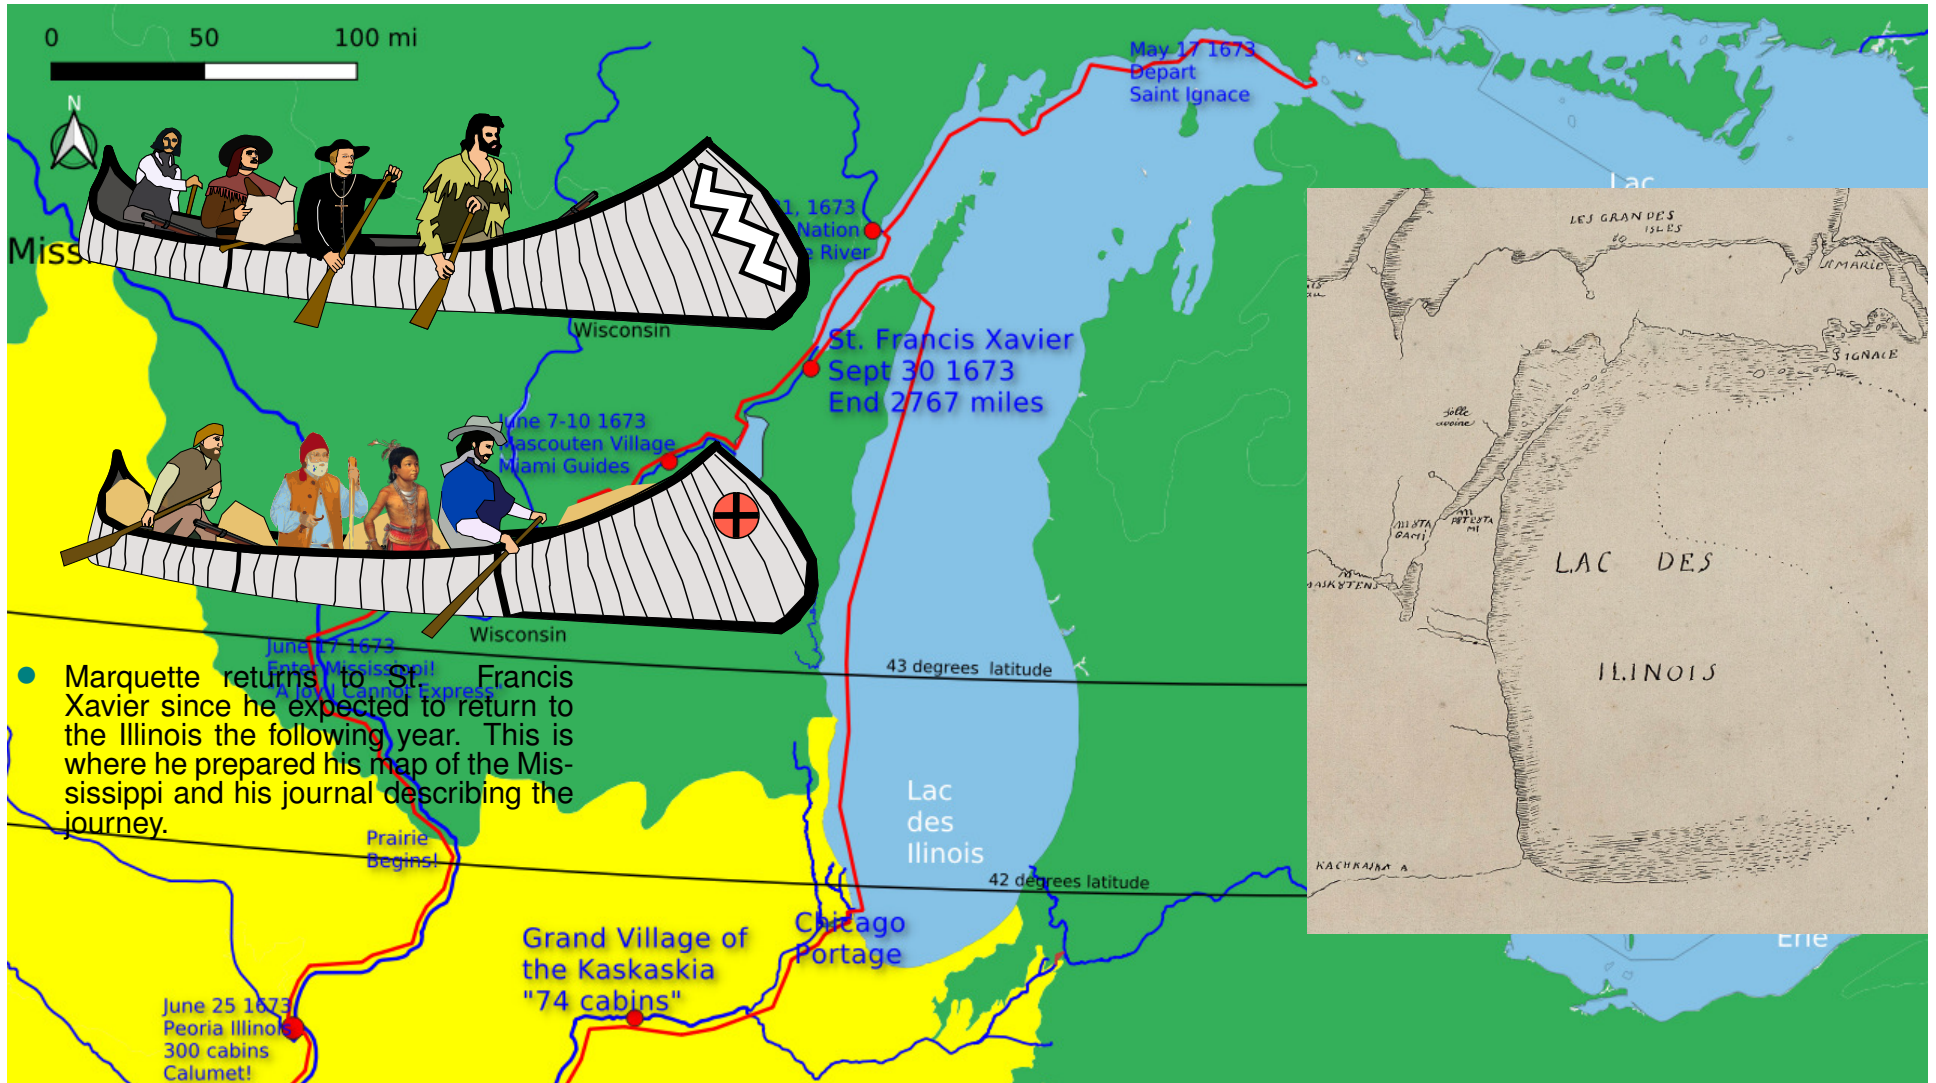 0 50 100 mi
N
May 17 1673
Depart
Saint Ignace
Lac
LES GRANDES
ISLES
Ste MARIE
S IGNACE
folle
avoine
LAC DES
ILINOIS
KACHKASKA
31, 1673
Nation
River
Miss
Wisconsin
St. Francis Xavier
Sept 30 1673
End 2767 miles
June 7-10 1673
Mascouten Village
Miami Guides
Wisconsin
43 degrees latitude
June 17 1673
Enter Mississippi!
"A Joy I Cannot Express"
• Marquette returns to St. Francis
Xavier since he expected to return to
the Illinois the following year. This is
where he prepared his map of the Mis-
sissippi and his journal describing the
journey.
Prairie
Begins!
Lac
des
Ilinois
42 degrees latitude
Chicago
Portage
Grand Village of
the Kaskaskia
"74 cabins"
June 25 1673
Peoria Illinois
300 cabins
Calumet!
Erie